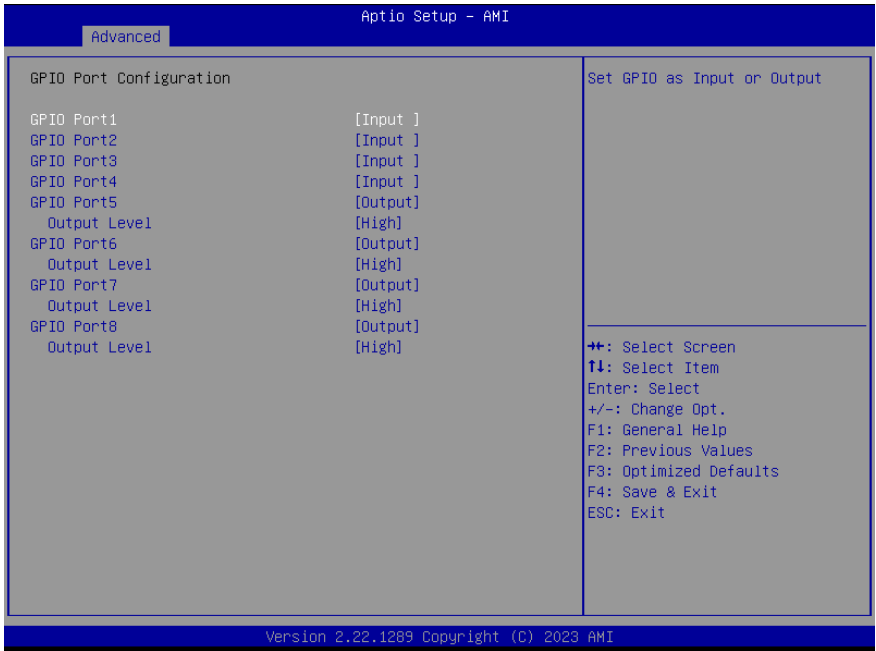 Aptio Setup – AMI
Advanced
GPIO Port Configuration
GPIO Port1 [Input ]
GPIO Port2 [Input ]
GPIO Port3 [Input ]
GPIO Port4 [Input ]
GPIO Port5 [Output]
Output Level [High]
GPIO Port6 [Output]
Output Level [High]
GPIO Port7 [Output]
Output Level [High]
GPIO Port8 [Output]
Output Level [High]
Set GPIO as Input or Output
→←: Select Screen
↑↓: Select Item
Enter: Select
+/-: Change Opt.
F1: General Help
F2: Previous Values
F3: Optimized Defaults
F4: Save & Exit
ESC: Exit
Version 2.22.1289 Copyright (C) 2023 AMI